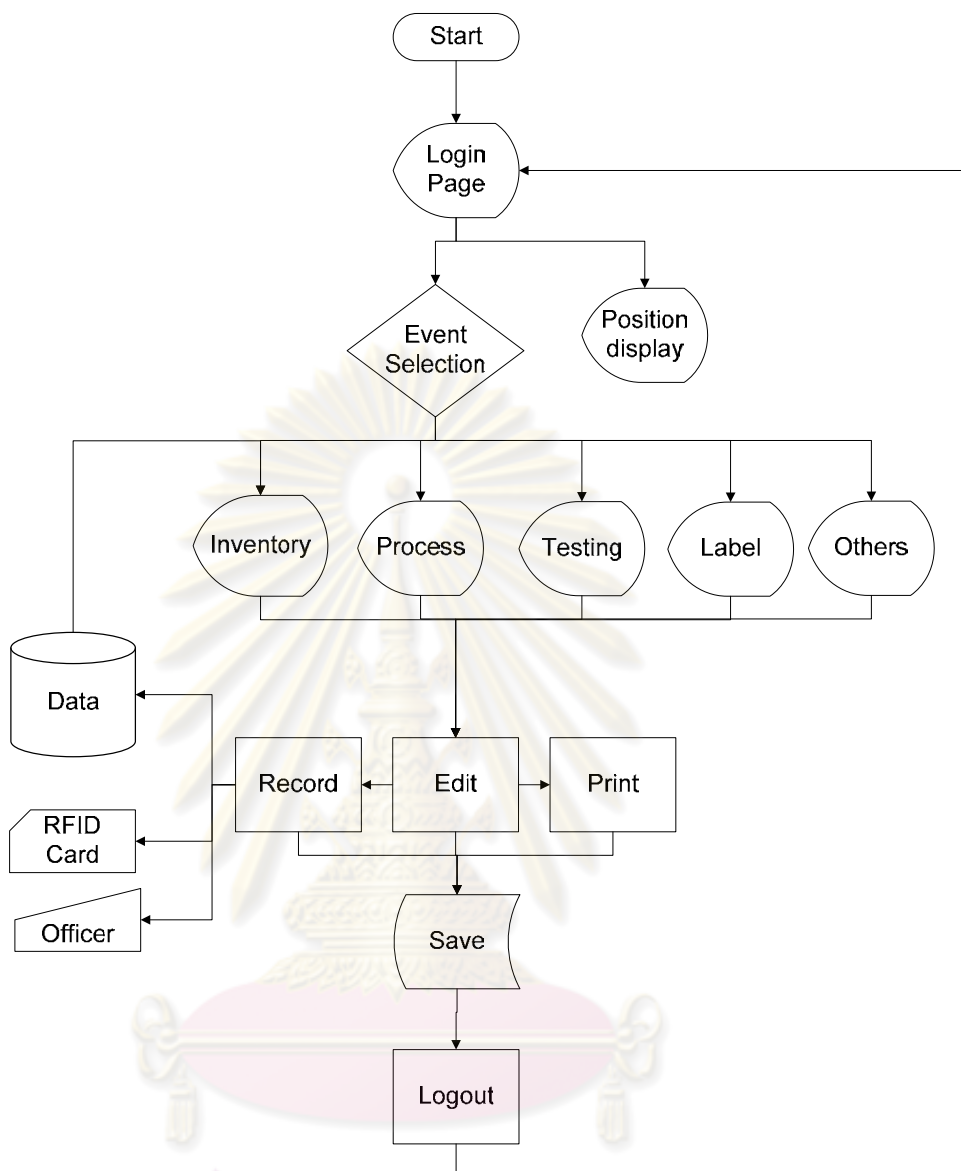 Start
Login
Page
Event
Selection
Position
display
Inventory
Process
Testing
Label
Others
Data
Record
Edit
Print
RFID
Card
Officer
Save
Logout